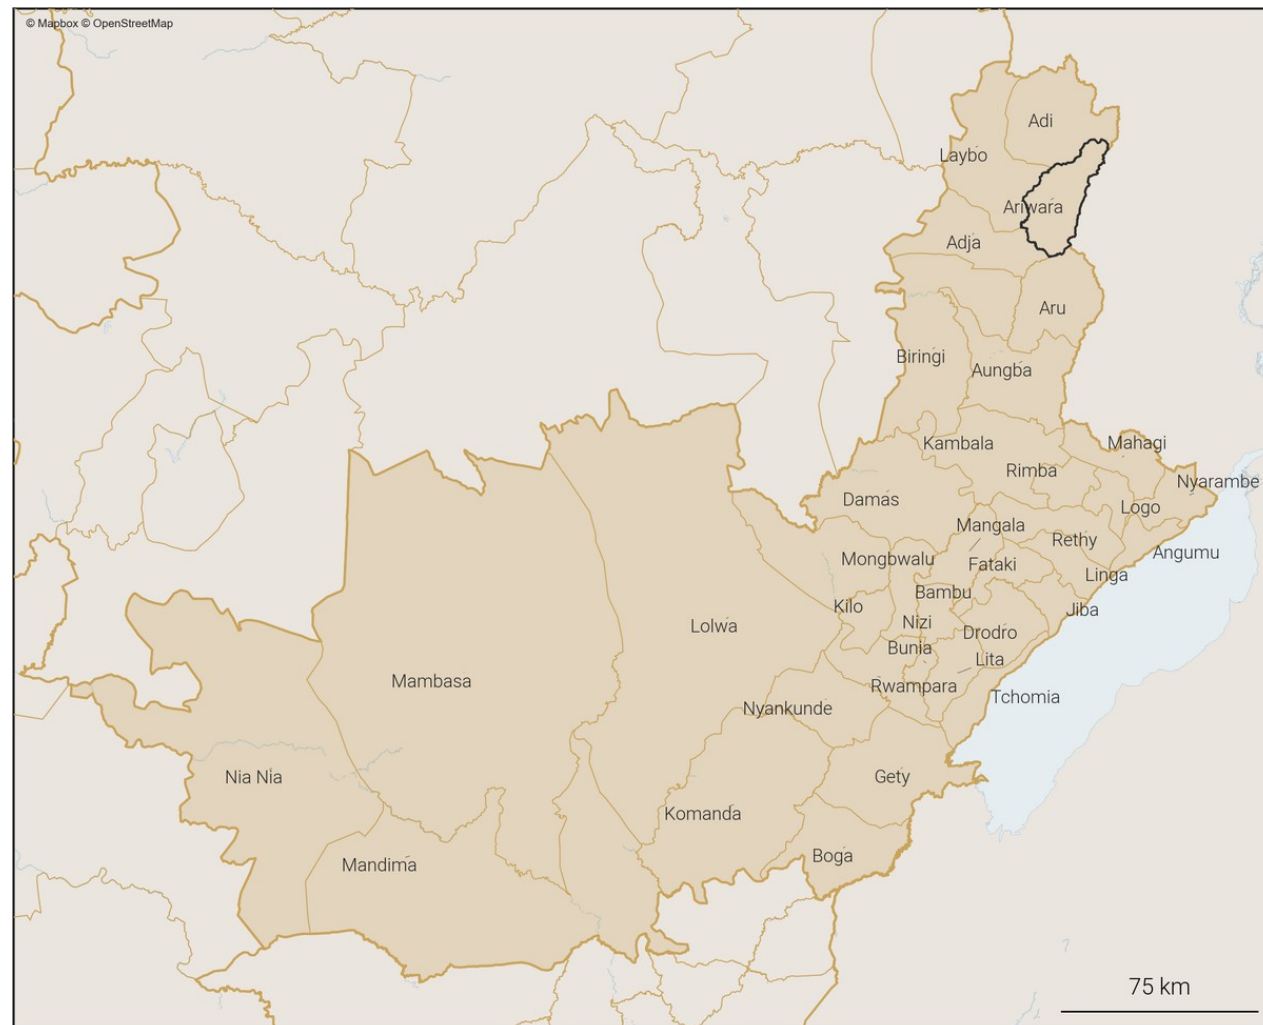 © Mapbox © OpenStreetMap
Adi
Laybo
Ariwara
Adja
Aru
Biringi
Aungba
Kambala
Mahagi
Rimba
Nyarambe
Damas
Logo
Mangala
Rethy
Angumu
Mongbwalu
Fataki
Linga
Bambu
Kilo
Jiba
Nizi
Lolwa
Drodro
Bunia
Lita
Mambasa
Rwampara
Tchomia
Nyankunde
Nia Nia
Gety
Komanda
Boga
Mandima
75 km